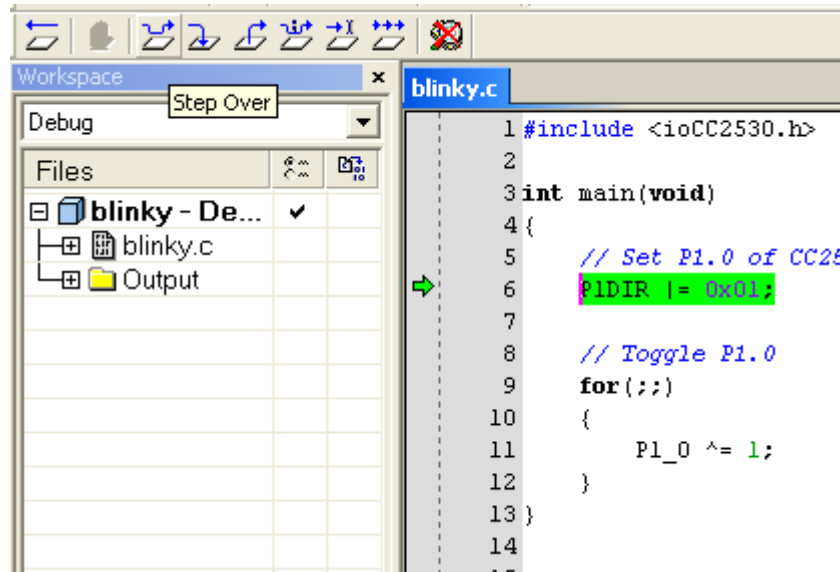 Workspace
Step Over
Debug
Files
blinky - De...
blinky.c
Output
blinky.c
1 #include <ioCC2530.h>
2
3 int main(void)
4 {
5 // Set P1.0 of CC25
6 P1DIR |= 0x01;
7
8 // Toggle P1.0
9 for(;;)
10 {
11 P1_0 ^= 1;
12 }
13 }
14